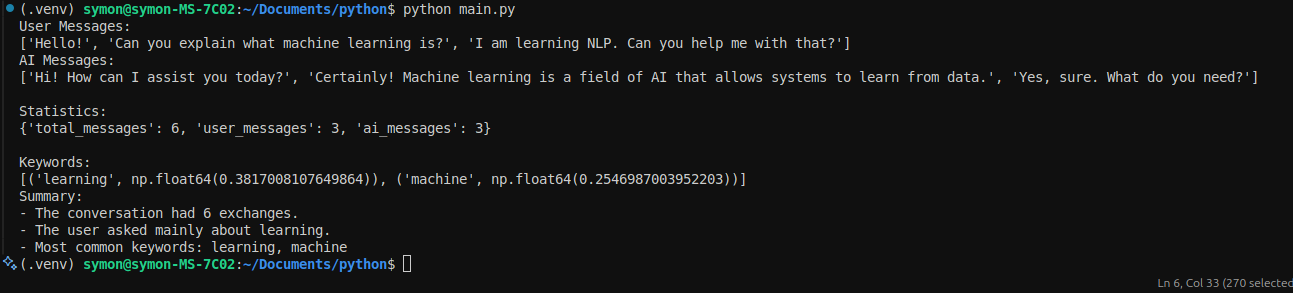 (.venv) symon@symon-MS-7C02:~/Documents/python$ python main.py
User Messages:
['Hello!', 'Can you explain what machine learning is?', 'I am learning NLP. Can you help me with that?']
AI Messages:
['Hi! How can I assist you today?', 'Certainly! Machine learning is a field of AI that allows systems to learn from data.', 'Yes, sure. What do you need?']
Statistics:
{'total_messages': 6, 'user_messages': 3, 'ai_messages': 3}
Keywords:
[('learning', np.float64(0.3817008107649864)), ('machine', np.float64(0.2546987003952203))]
Summary:
- The conversation had 6 exchanges.
- The user asked mainly about learning.
- Most common keywords: learning, machine
(.venv) symon@symon-MS-7C02:~/Documents/python$
Ln 6, Col 33 (270 selected